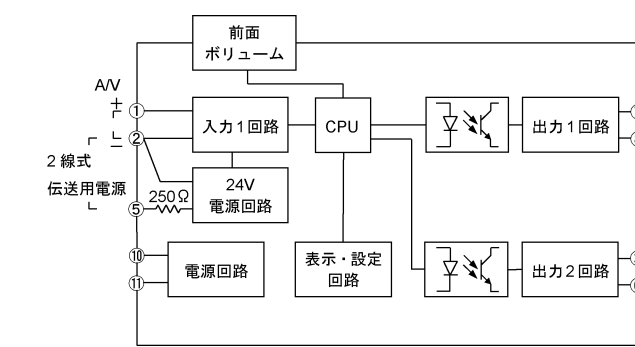 前面
ボリューム
A/V
+
①
入力1回路
CPU
出力1回路
②
−
2線式
伝送用電源
24V
電源回路
250Ω
⑤
⑩
電源回路
⑪
表示・設定
回路
出力2回路